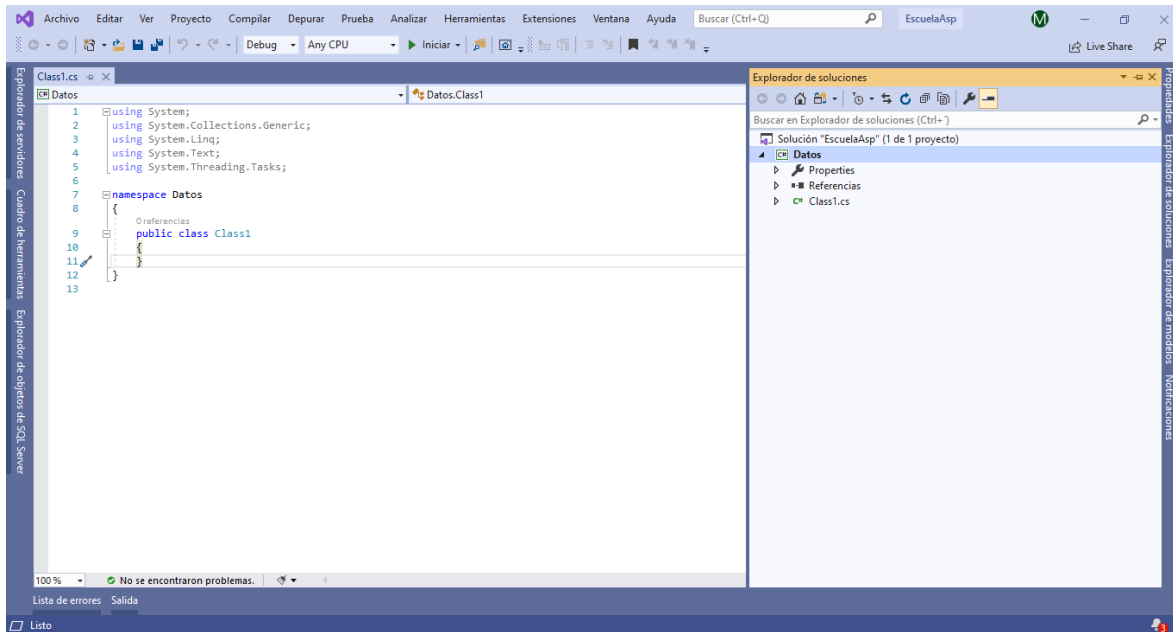 Archivo Editar Ver Proyecto Compilar Depurar Prueba Analizar Herramientas Extensiones Ventana Ayuda Buscar (Ctrl+Q) EscuelaAsp M
Debug Any CPU Iniciar Live Share
Explorador de servidores
Cuadro de herramientas
Explorador de objetos de SQL Server
Class1.cs
C# Datos Datos.Class1
1 using System;
2 using System.Collections.Generic;
3 using System.Linq;
4 using System.Text;
5 using System.Threading.Tasks;
6
7 namespace Datos
8 {
0 referencias
9 public class Class1
10 {
11 }
12 }
13
100 % No se encontraron problemas.
Explorador de soluciones
Buscar en Explorador de soluciones (Ctrl+´)
Solución "EscuelaAsp" (1 de 1 proyecto)
C# Datos
Properties
Referencias
C# Class1.cs
Propiedades
Explorador de soluciones
Explorador de modelos
Notificaciones
Lista de errores Salida
Listo 3